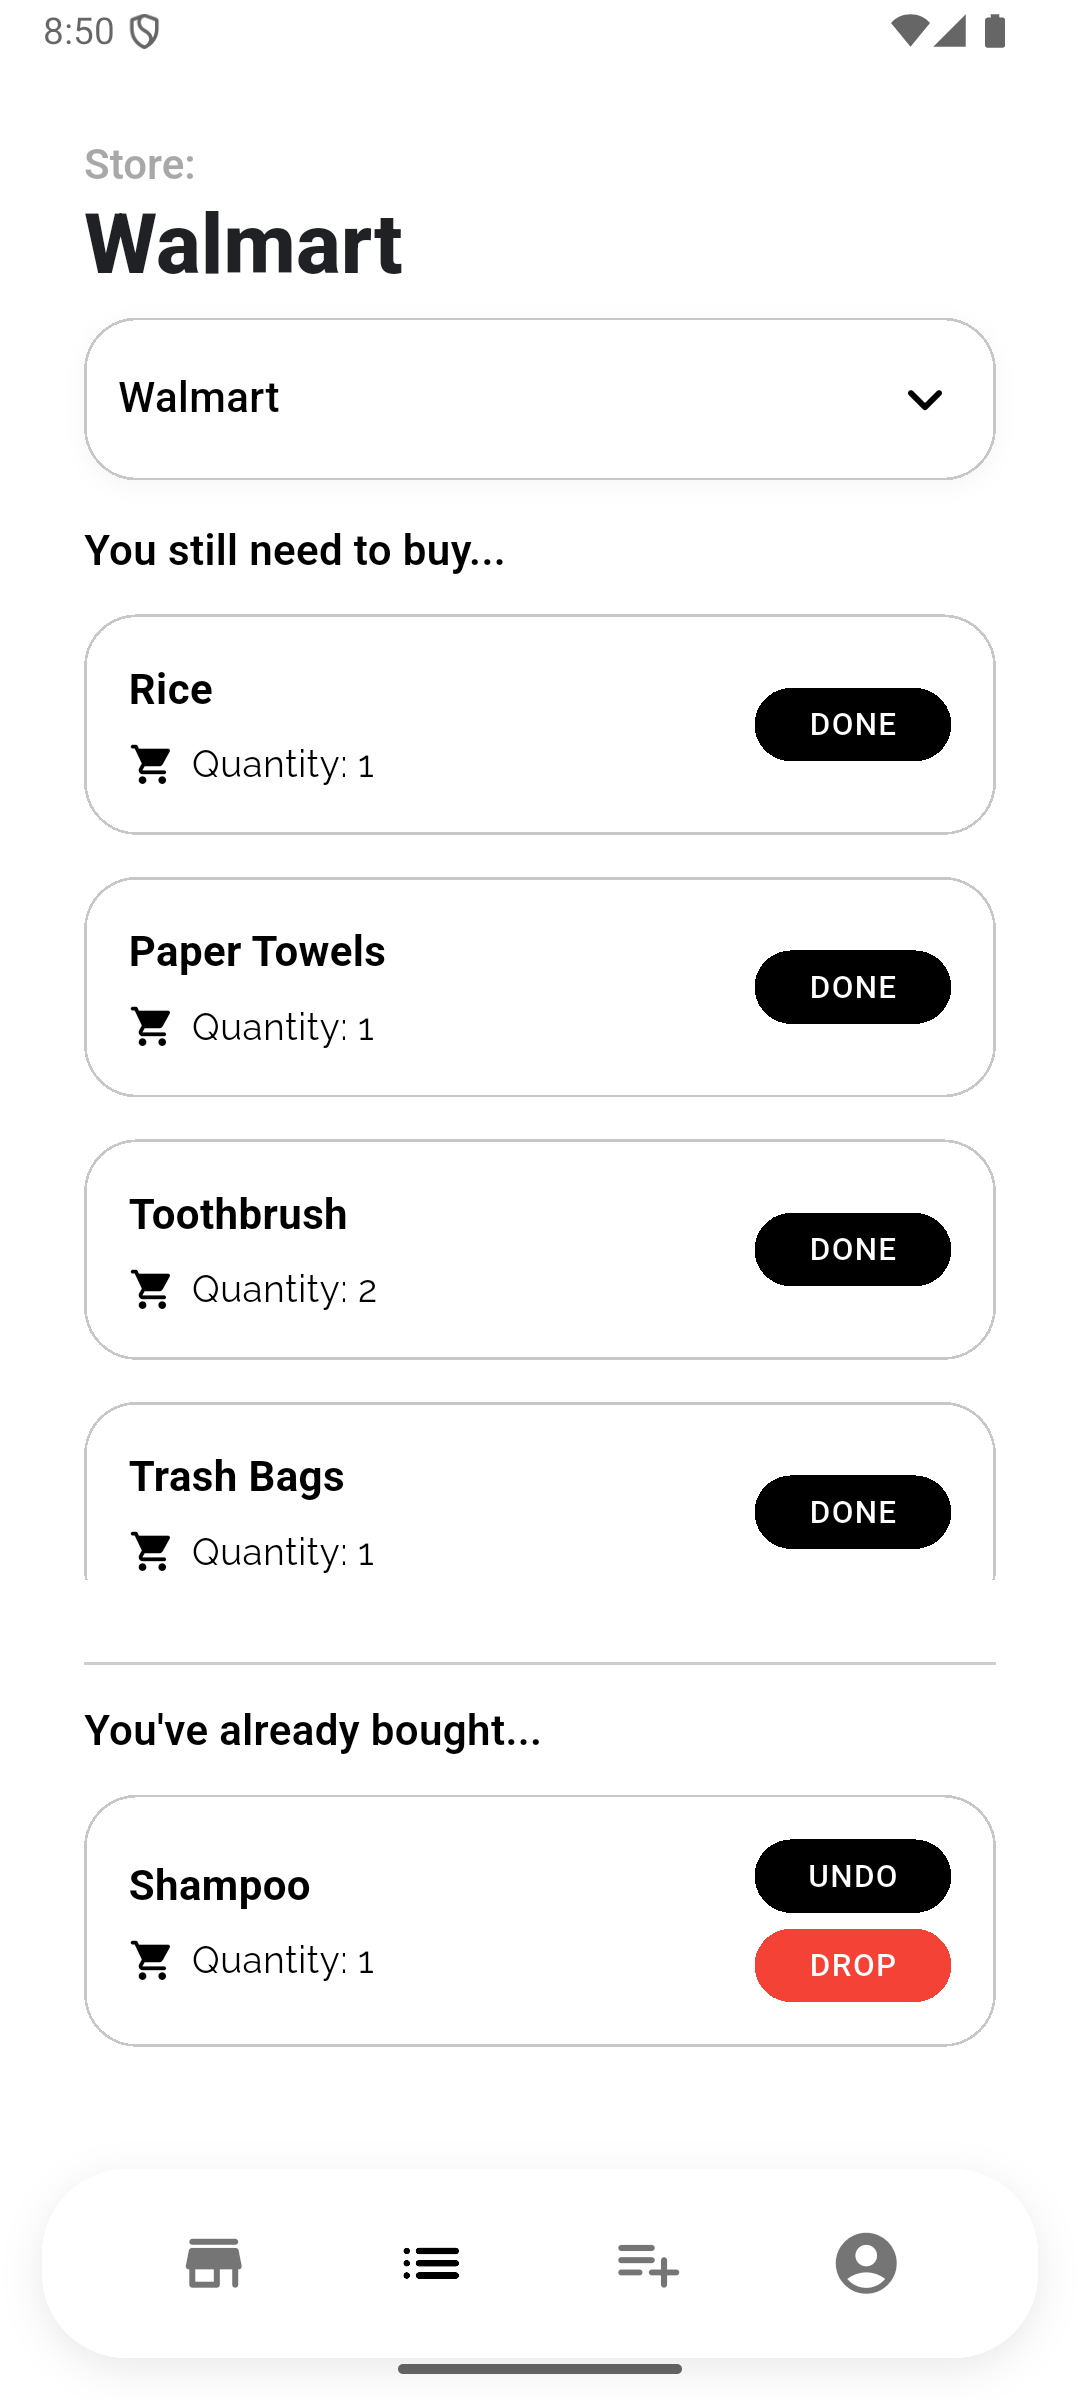 8:50
Store:
Walmart
Walmart
You still need to buy...
Rice
Quantity: 1
DONE
Paper Towels
Quantity: 1
DONE
Toothbrush
Quantity: 2
DONE
Trash Bags
Quantity: 1
DONE
You've already bought...
Shampoo
Quantity: 1
UNDO
DROP